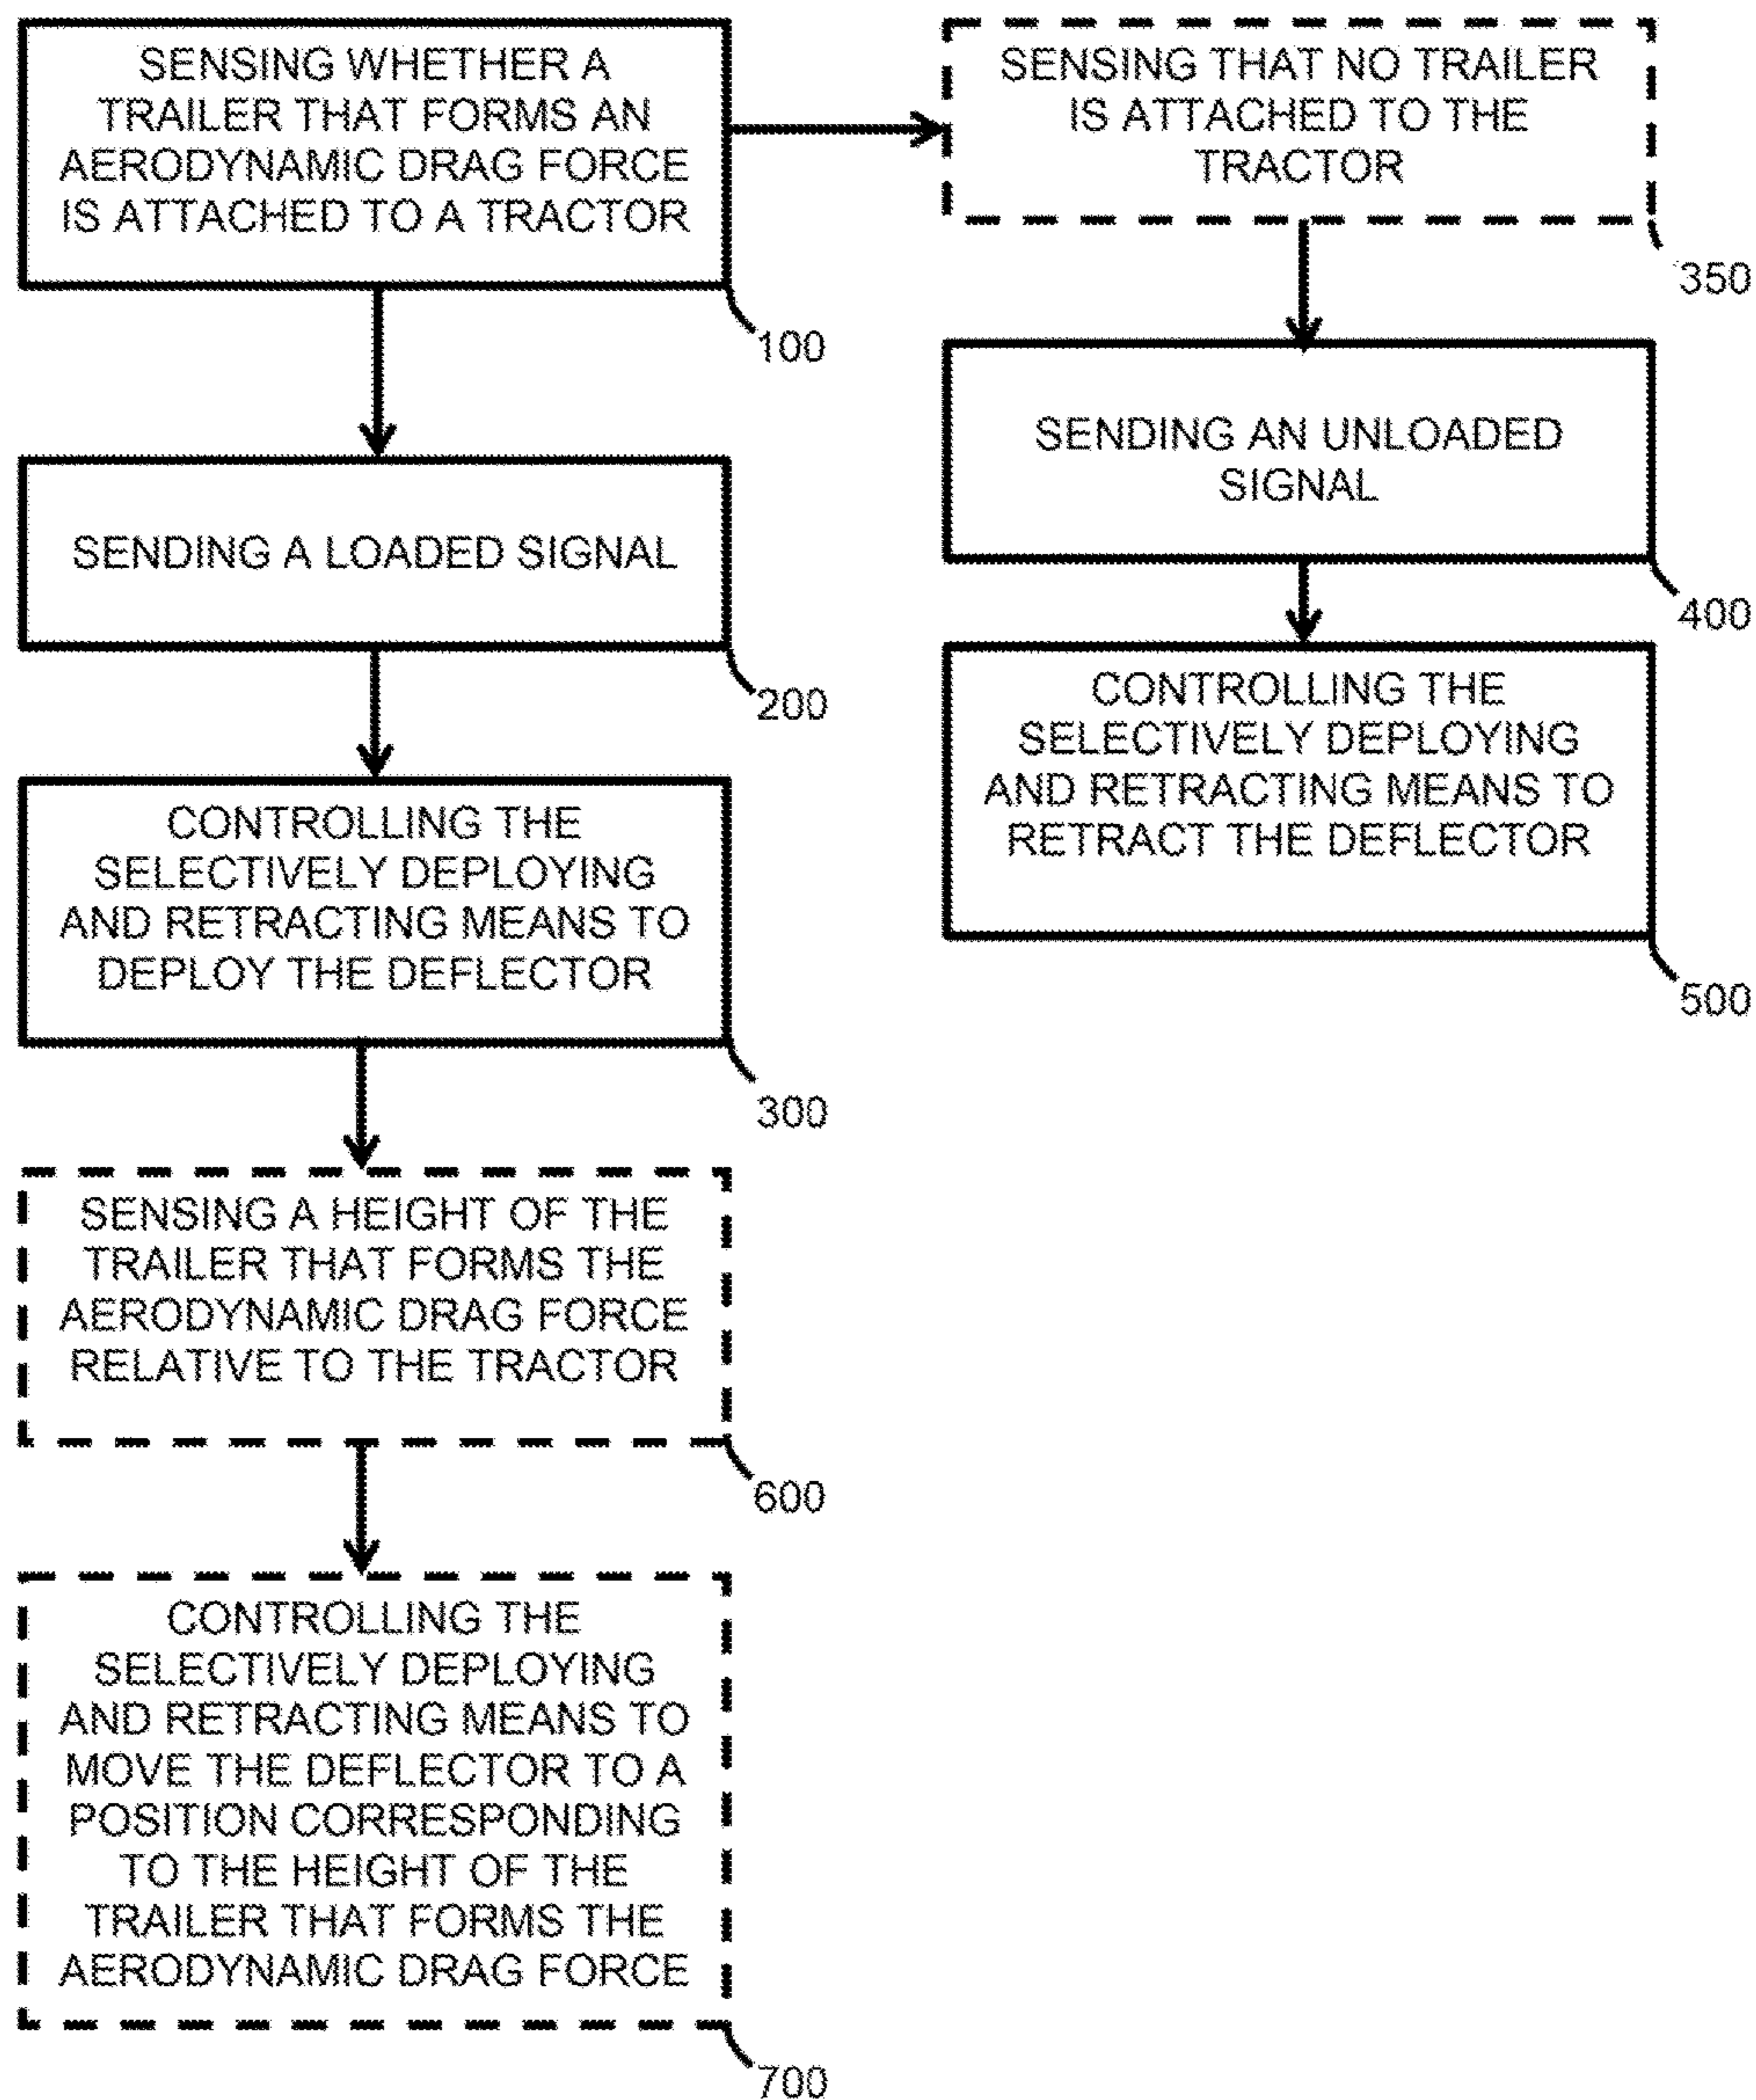 SENSING WHETHER A
TRAILER THAT FORMS AN
AERODYNAMIC DRAG FORCE
IS ATTACHED TO A TRACTOR
100
SENDING A LOADED SIGNAL
200
CONTROLLING THE
SELECTIVELY DEPLOYING
AND RETRACTING MEANS TO
DEPLOY THE DEFLECTOR
300
SENSING A HEIGHT OF THE
TRAILER THAT FORMS THE
AERODYNAMIC DRAG FORCE
RELATIVE TO THE TRACTOR
600
CONTROLLING THE
SELECTIVELY DEPLOYING
AND RETRACTING MEANS TO
MOVE THE DEFLECTOR TO A
POSITION CORRESPONDING
TO THE HEIGHT OF THE
TRAILER THAT FORMS THE
AERODYNAMIC DRAG FORCE
700
SENSING THAT NO TRAILER
IS ATTACHED TO THE
TRACTOR
350
SENDING AN UNLOADED
SIGNAL
400
CONTROLLING THE
SELECTIVELY DEPLOYING
AND RETRACTING MEANS TO
RETRACT THE DEFLECTOR
500